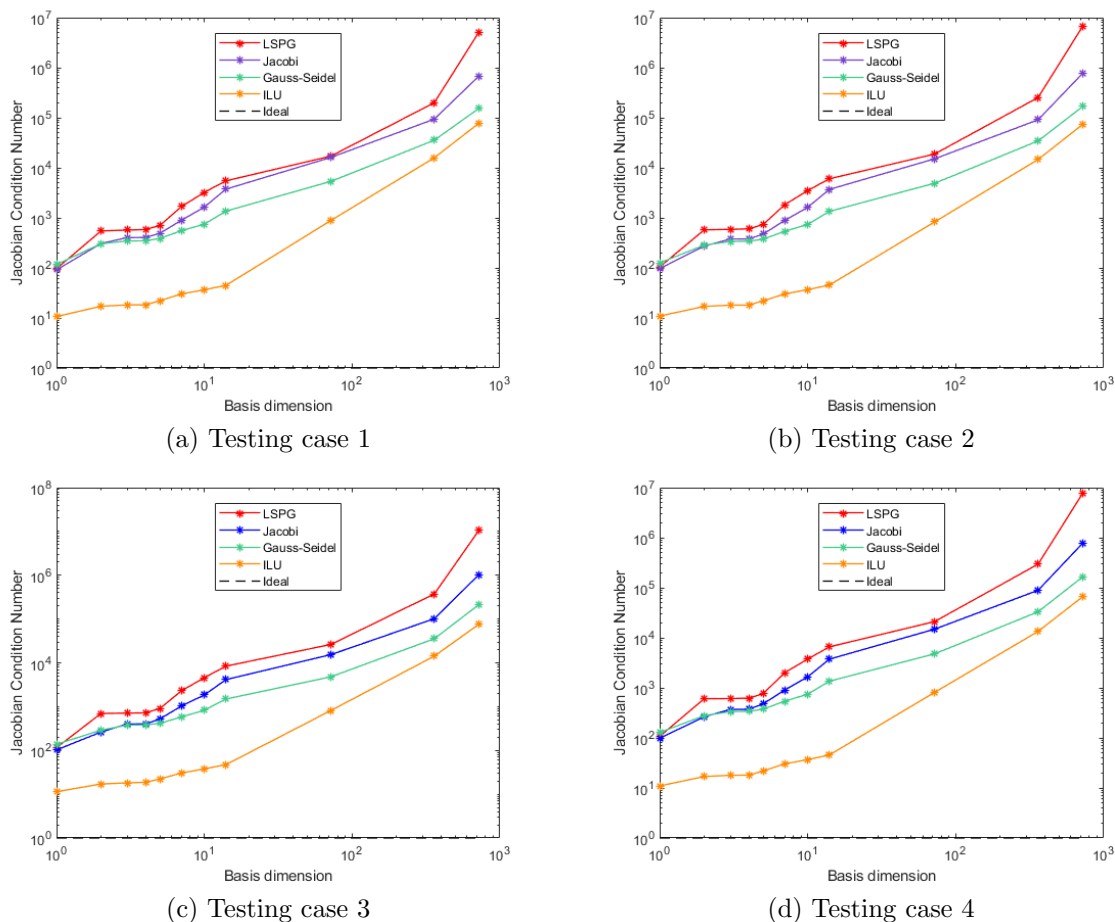 10^7
10^6
10^5
10^4
10^3
10^2
10^1
10^0
Jacobian Condition Number
LSPG
Jacobi
Gauss-Seidel
ILU
Ideal
10^0 10^1 10^2 10^3
Basis dimension
(a) Testing case 1
10^7
10^6
10^5
10^4
10^3
10^2
10^1
10^0
Jacobian Condition Number
LSPG
Jacobi
Gauss-Seidel
ILU
Ideal
10^0 10^1 10^2 10^3
Basis dimension
(b) Testing case 2
10^8
10^6
10^4
10^2
10^0
Jacobian Condition Number
LSPG
Jacobi
Gauss-Seidel
ILU
Ideal
10^0 10^1 10^2 10^3
Basis dimension
(c) Testing case 3
10^7
10^6
10^5
10^4
10^3
10^2
10^1
10^0
Jacobian Condition Number
LSPG
Jacobi
Gauss-Seidel
ILU
Ideal
10^0 10^1 10^2 10^3
Basis dimension
(d) Testing case 4